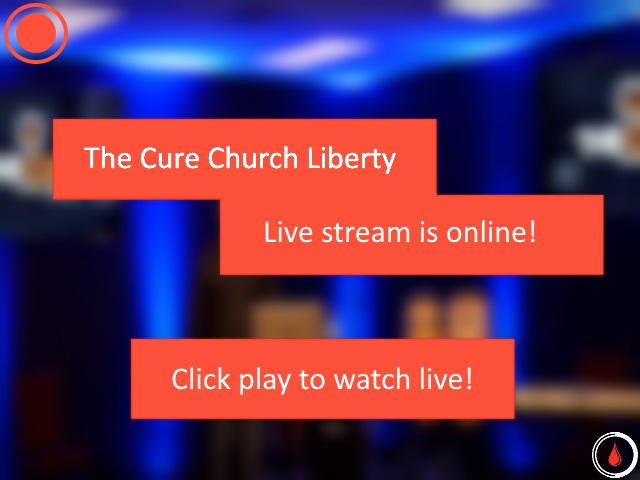 The Cure Church Liberty
Live stream is online!
Click play to watch live!